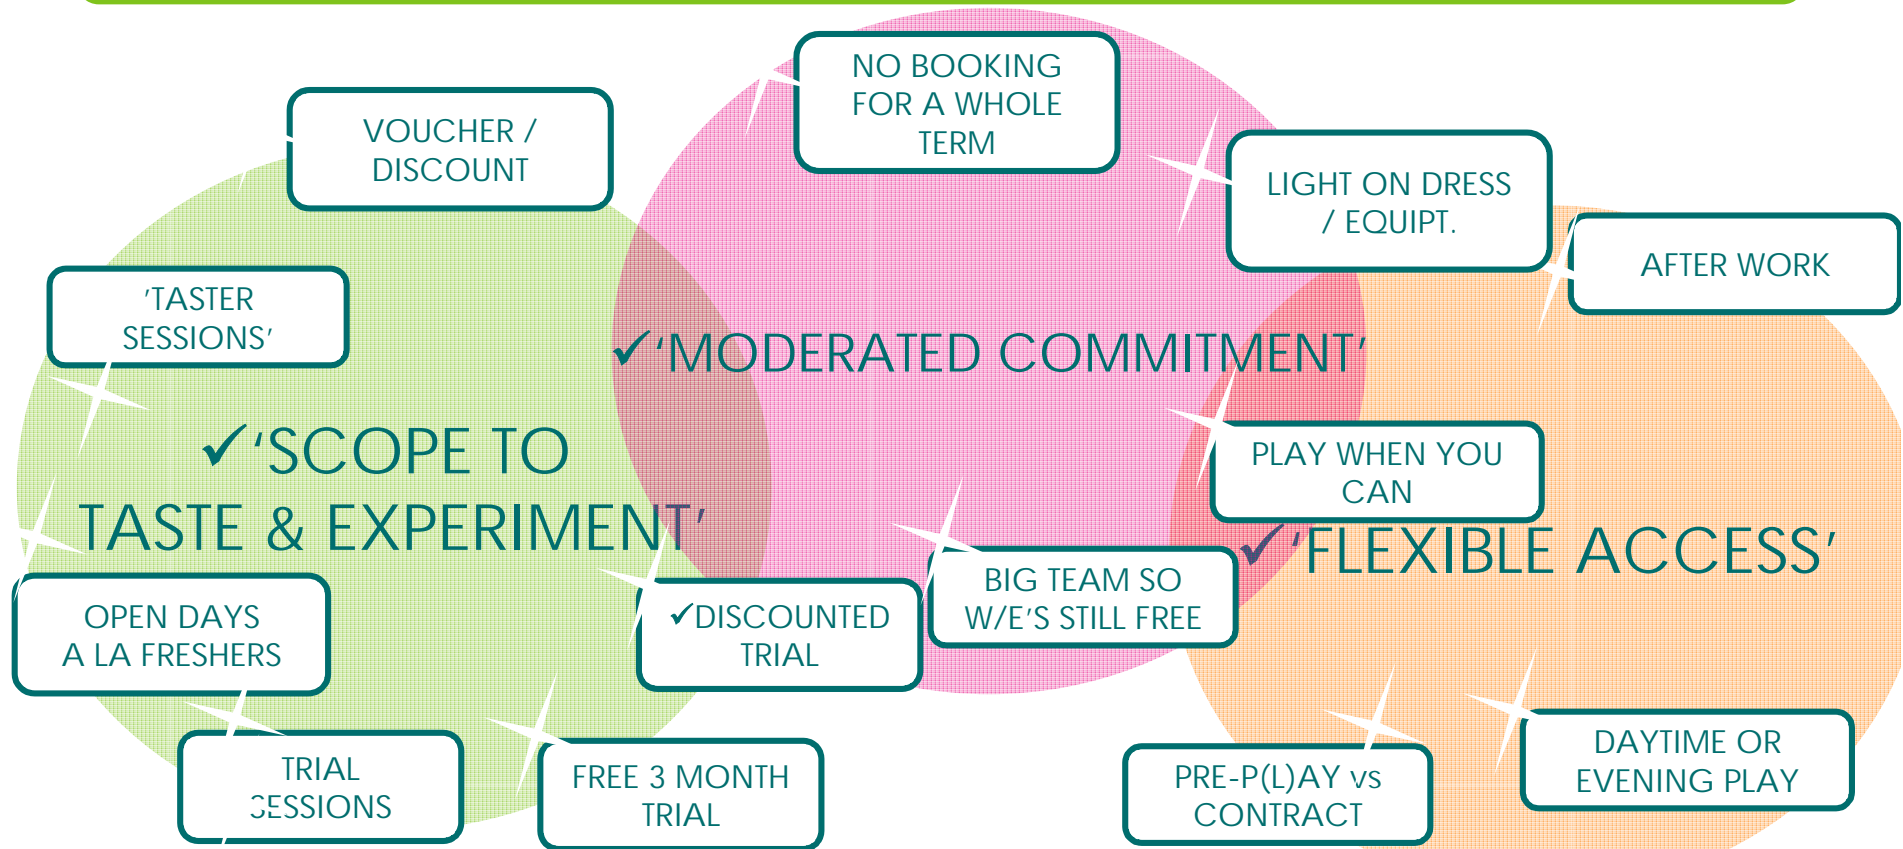 NO BOOKING
FOR A WHOLE
TERM
VOUCHER /
DISCOUNT
LIGHT ON DRESS
/ EQUIPT.
AFTER WORK
'TASTER
SESSIONS'
✓'MODERATED COMMITMENT'
✓'SCOPE TO
TASTE & EXPERIMENT'
PLAY WHEN YOU
CAN
✓'FLEXIBLE ACCESS'
BIG TEAM SO
W/E'S STILL FREE
OPEN DAYS
A LA FRESHERS
✓DISCOUNTED
TRIAL
TRIAL
SESSIONS
FREE 3 MONTH
TRIAL
PRE-P(L)AY vs
CONTRACT
DAYTIME OR
EVENING PLAY